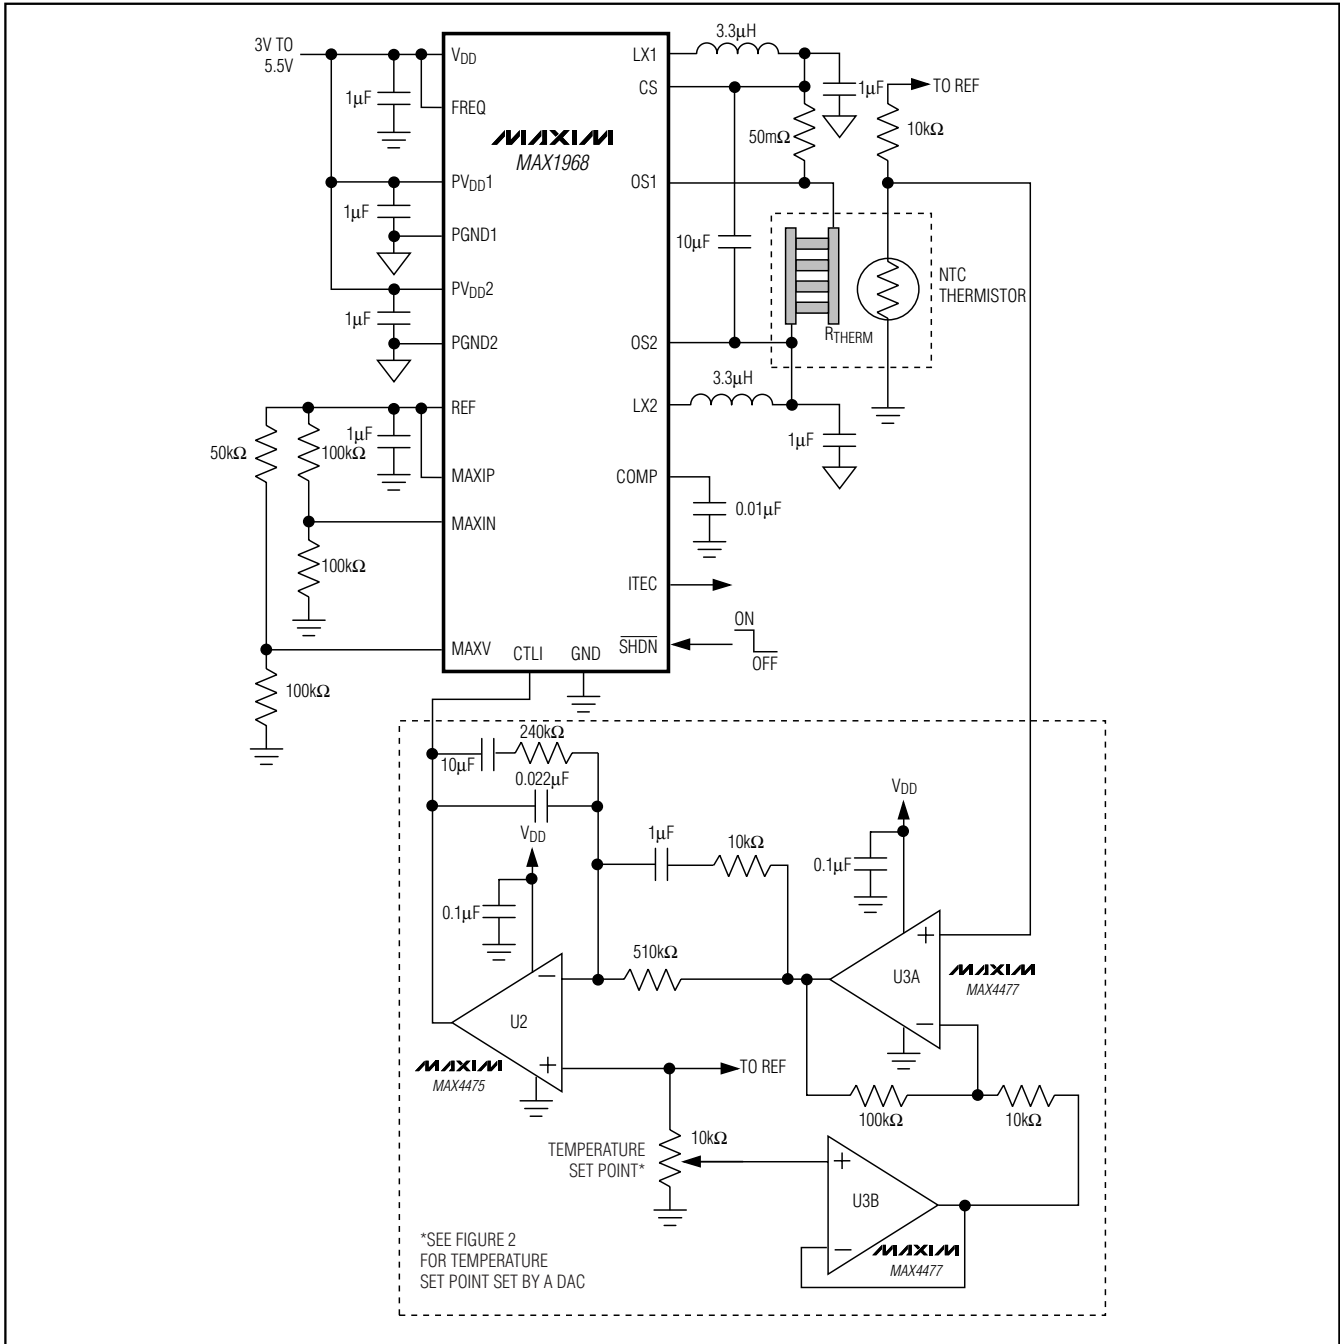 3V TO
5.5V
1µF
VDD
FREQ
MAXIM
MAX1968
LX1
CS
3.3µH
1µF
TO REF
50mΩ
10kΩ
1µF
PVDD1
PGND1
OS1
10µF
NTC
THERMISTOR
RTHERM
1µF
PVDD2
PGND2
OS2
3.3µH
LX2
1µF
REF
1µF
50kΩ
100kΩ
MAXIP
COMP
0.01µF
MAXIN
100kΩ
ITEC
ON
OFF
SHDN
MAXV
CTLI
GND
100kΩ
240kΩ
10µF
0.022µF
VDD
VDD
1µF
10kΩ
0.1µF
0.1µF
510kΩ
−
+
U2
MAXIM
MAX4475
+
−
U3A
MAXIM
MAX4477
TO REF
100kΩ
10kΩ
10kΩ
TEMPERATURE
SET POINT*
+
−
U3B
MAXIM
MAX4477
*SEE FIGURE 2
FOR TEMPERATURE
SET POINT SET BY A DAC